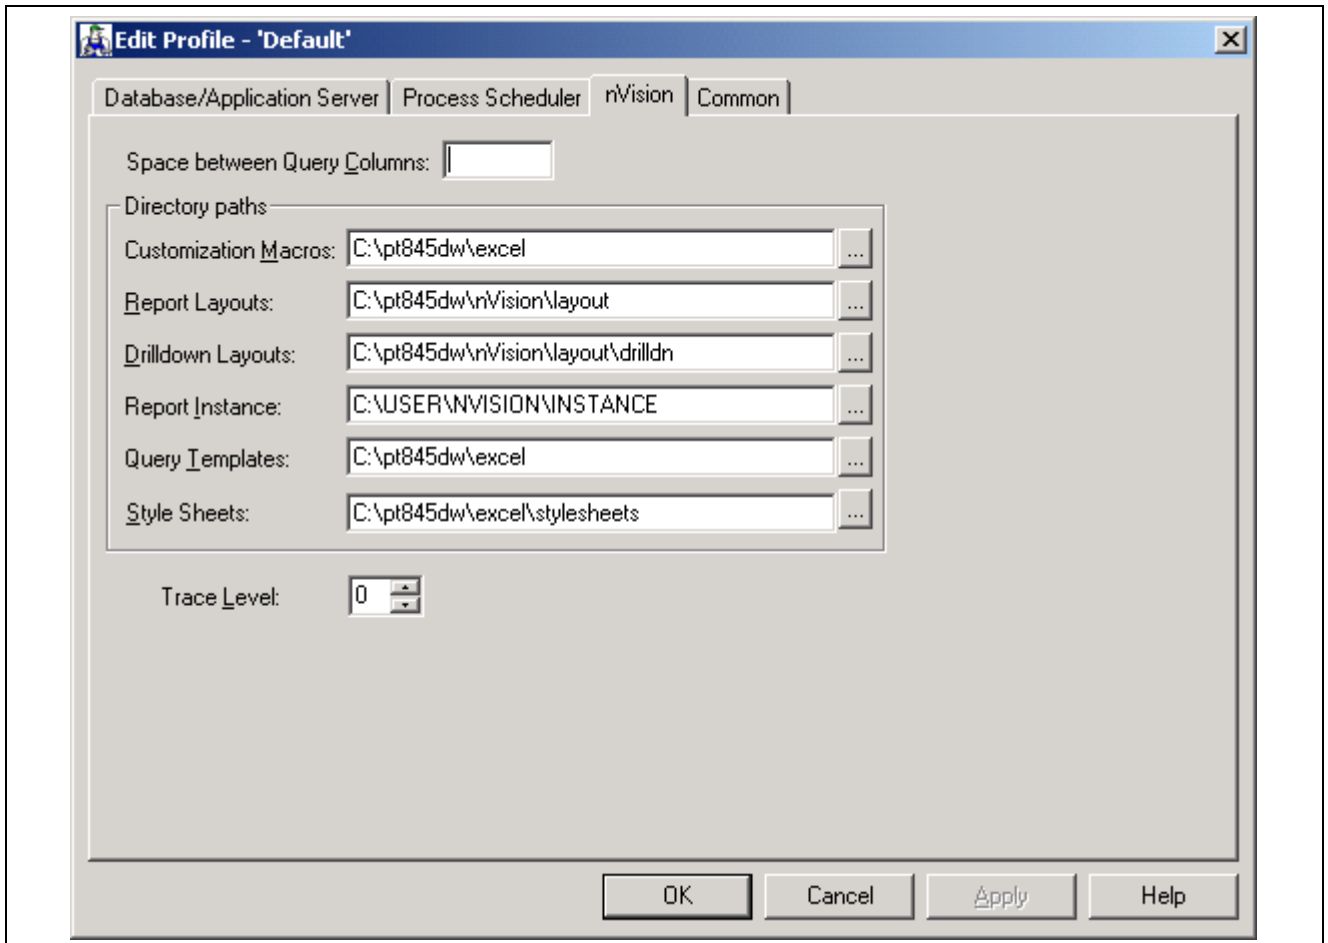 Edit Profile - 'Default'
Database/Application Server Process Scheduler nVision Common
Space between Query Columns:
Directory paths
Customization Macros: C:\pt845dw\excel ...
Report Layouts: C:\pt845dw\nVision\layout ...
Drilldown Layouts: C:\pt845dw\nVision\layout\drilldn ...
Report Instance: C:\USER\NVISION\INSTANCE ...
Query Templates: C:\pt845dw\excel ...
Style Sheets: C:\pt845dw\excel\stylesheets ...
Trace Level: 0
OK Cancel Apply Help